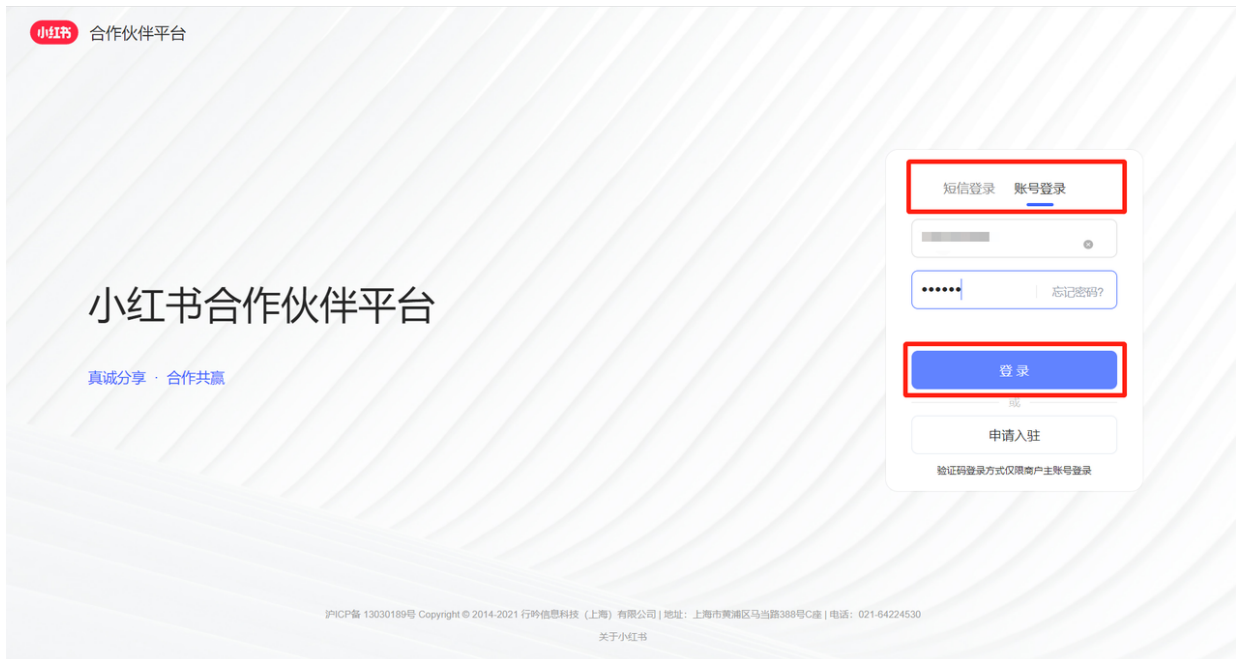 小红书 合作伙伴平台
短信登录 账号登录
小红书合作伙伴平台
••••••
忘记密码?
真诚分享 · 合作共赢
登 录
或
申请入驻
验证码登录方式仅限商户主账号登录
沪ICP备 13030189号 Copyright © 2014-2021 行吟信息科技（上海）有限公司 | 地址：上海市黄浦区马当路388号C座 | 电话：021-64224530
关于小红书